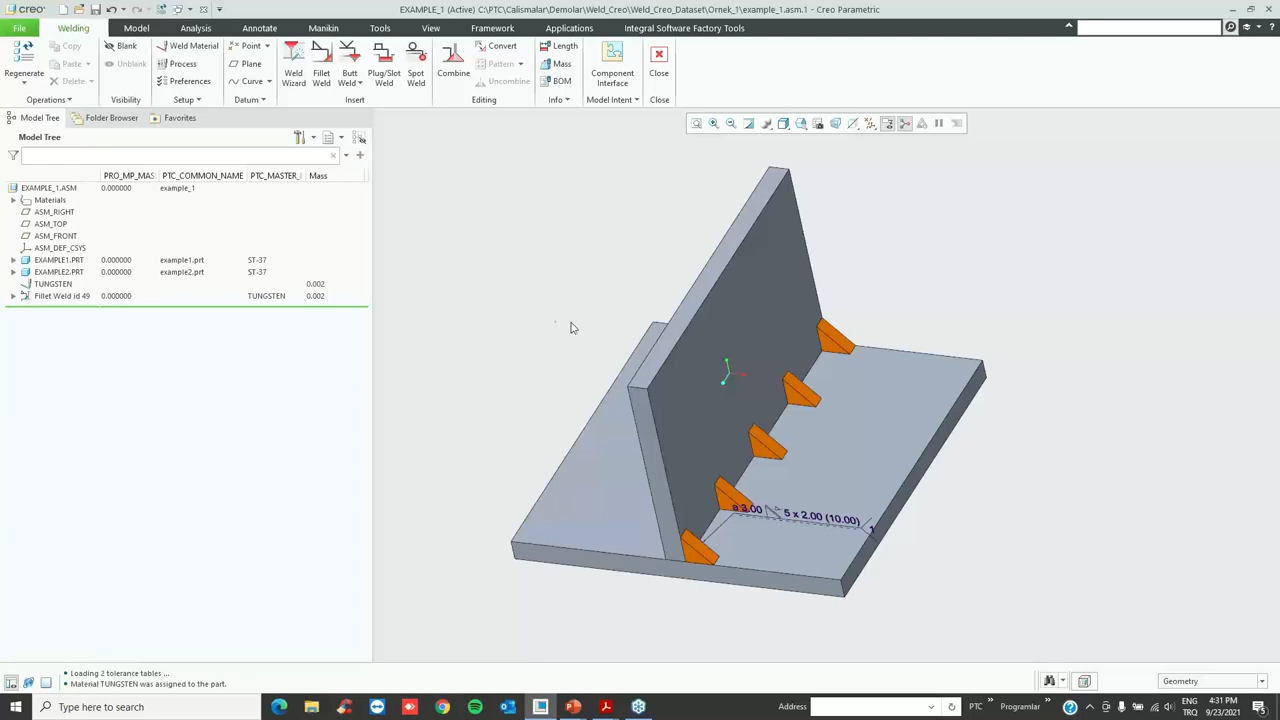 creo
EXAMPLE_1 (Active) C:\PTC\Calismalar\Demolar\Weld_Creo\Weld_Creo_Dataset\Ornek_1\example_1.asm.1 - Creo Parametric
File Welding Model Analysis Annotate Manikin Tools View Framework Applications Integral Software Factory Tools
Regenerate
Copy
Paste
Delete
Operations
Blank
Unblank
Visibility
Weld Material
Process
Preferences
Setup
Point
Plane
Curve
Datum
Weld Wizard
Fillet Weld
Butt Weld
Plug/Slot Weld
Spot Weld
Insert
Combine
Convert
Pattern
Uncombine
Editing
Length
Mass
BOM
Info
Component Interface
Model Intent
Close
Close
Model Tree Folder Browser Favorites
Model Tree
PRO_MP_MAS PTC_COMMON_NAME PTC_MASTER_ Mass
EXAMPLE_1.ASM 0.000000 example_1
Materials
ASM_RIGHT
ASM_TOP
ASM_FRONT
ASM_DEF_CSYS
EXAMPLE1.PRT 0.000000 example1.prt ST-37
EXAMPLE2.PRT 0.000000 example2.prt ST-37
TUNGSTEN 0.002
Fillet Weld id 49 0.000000 TUNGSTEN 0.002
a 3.00 5 x 2.00 (10.00) 1
• Loading 2 tolerance tables ...
• Material TUNGSTEN was assigned to the part.
Geometry
Type here to search
Address
PTC
Programlar
ENG
TRQ
4:31 PM
9/23/2021